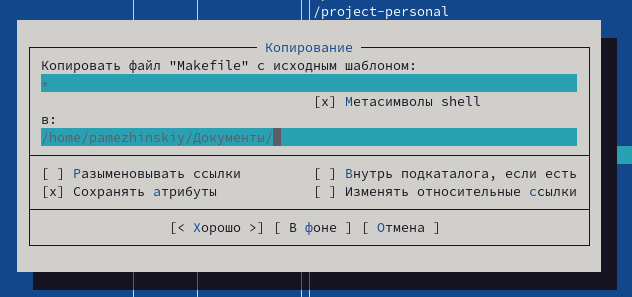 /project-personal
Копирование
Копировать файл "Makefile" с исходным шаблоном:
*
[x] Метасимволы shell
в:
/home/pamezhinskiy/Документы/
[ ] Разыменовывать ссылки [ ] Внутрь подкаталога, если есть
[x] Сохранять атрибуты [ ] Изменять относительные ссылки
[< Хорошо >] [ В фоне ] [ Отмена ]